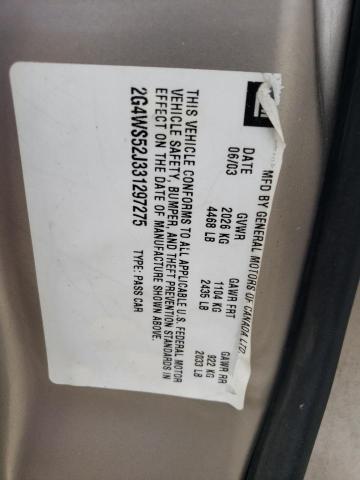 MFD BY GENERAL MOTORS OF CANADA LTD.
DATE GVWR GAWR FRT GAWR RR
06/03 2026 KG 1104 KG 922 KG
4468 LB 2435 LB 2033 LB
THIS VEHICLE CONFORMS TO ALL APPLICABLE U.S. FEDERAL MOTOR
VEHICLE SAFETY, BUMPER, AND THEFT PREVENTION STANDARDS IN
EFFECT ON THE DATE OF MANUFACTURE SHOWN ABOVE.
2G4WS52J331297275 TYPE: PASS CAR